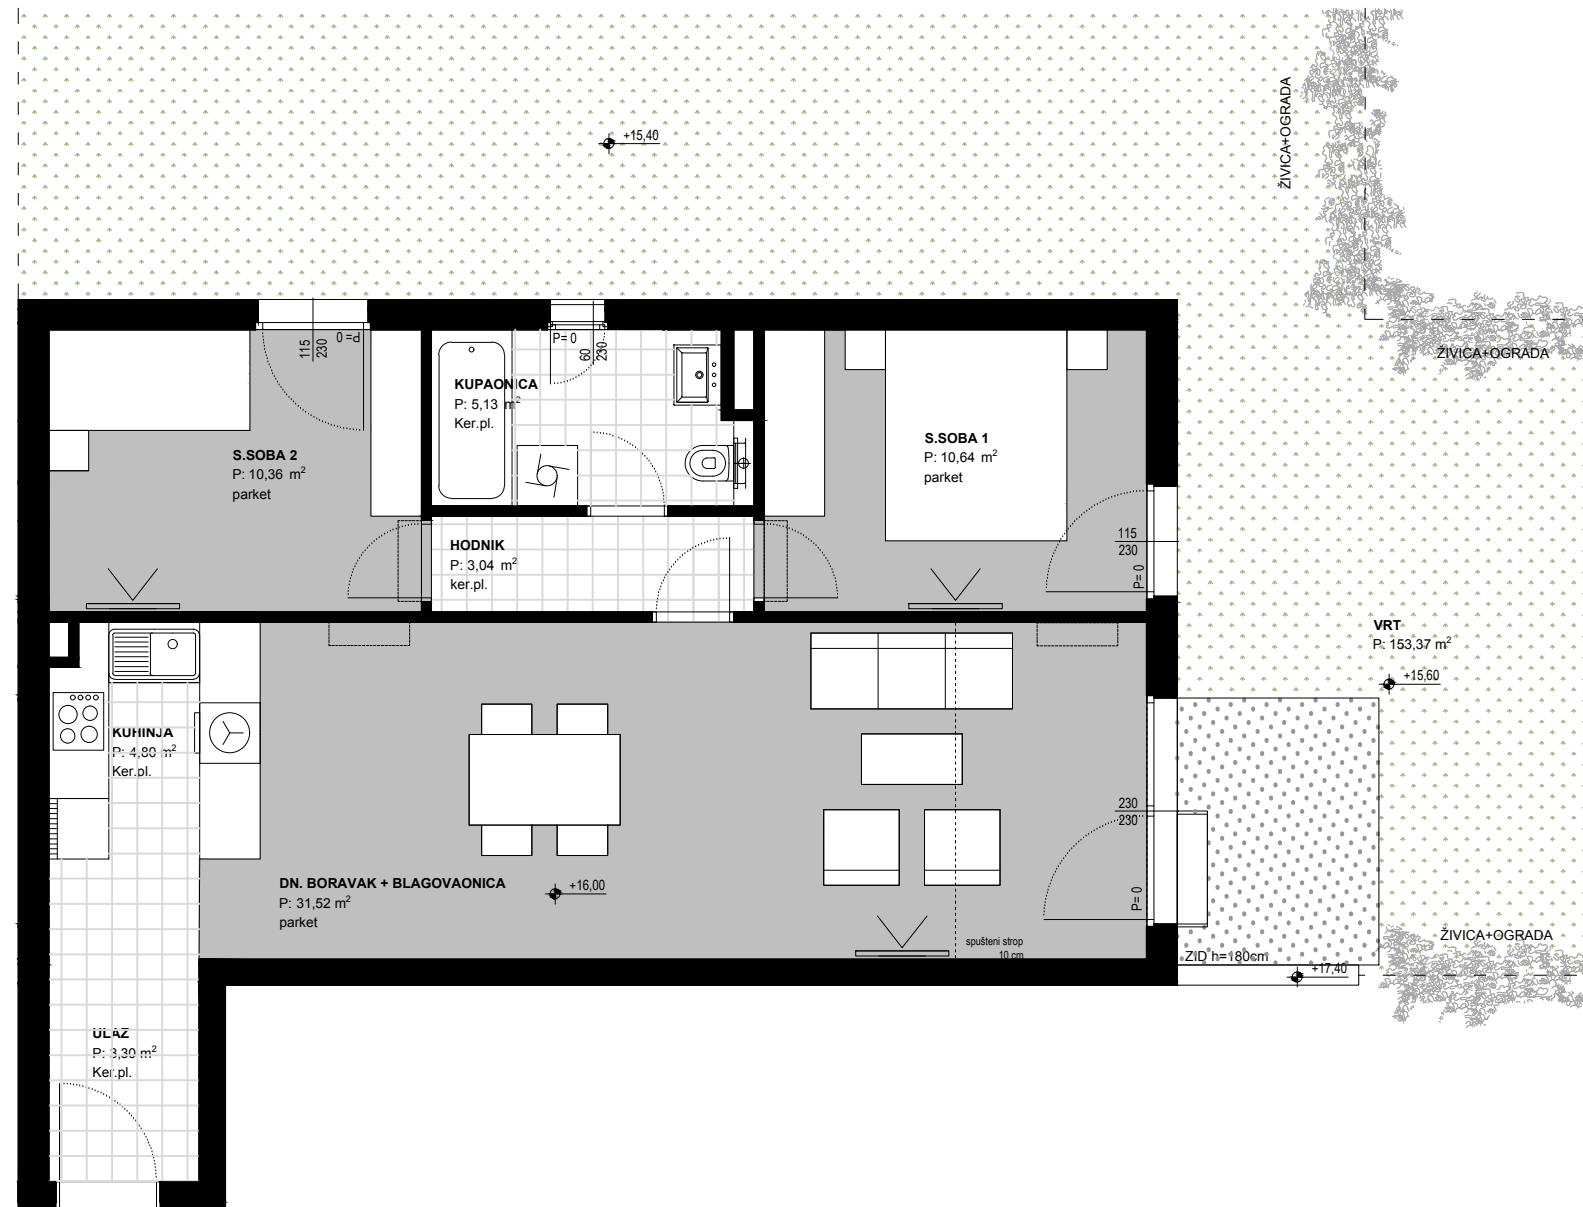 +15,40
ŽIVICA+OGRADA
ŽIVICA+OGRADA
115
230
P= 0
P= 0
60
230
KUPAONICA
P: 5,13 m²
Ker.pl.
S.SOBA 2
P: 10,36 m²
parket
S.SOBA 1
P: 10,64 m²
parket
115
230
P= 0
HODNIK
P: 3,04 m²
ker.pl.
VRT
P: 153,37 m²
+15,60
KUHINJA
P: 4,80 m²
Ker.pl.
230
230
P= 0
DN. BORAVAK + BLAGOVAONICA
P: 31,52 m²
parket
+16,00
spušteni strop
10 cm
ŽIVICA+OGRADA
ZID h=180cm
+17,40
ULAZ
P: 3,30 m²
Ker.pl.